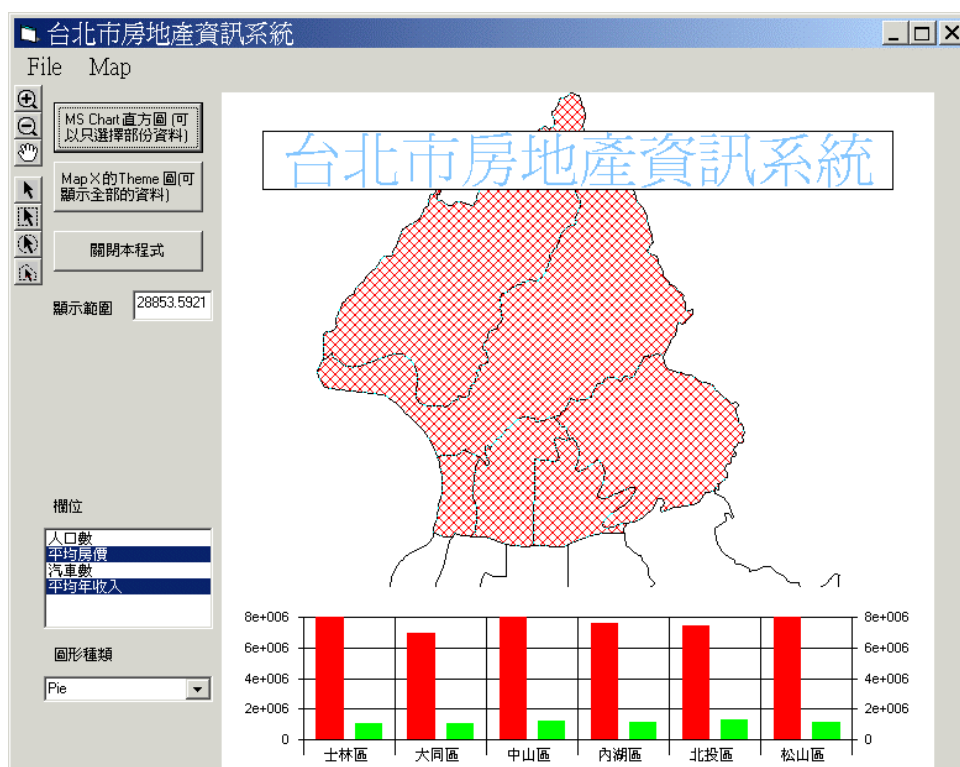 台北市房地產資訊系統
File Map
MS Chart 直方圖 (可
以只選擇部份資料)
MapX的Theme 圖(可
顯示全部的資料)
關閉本程式
顯示範圍 28853.5921
台北市房地產資訊系統
欄位
人口數
平均房價
汽車數
平均年收入
圖形種類
Pie
8e+006 8e+006
6e+006 6e+006
4e+006 4e+006
2e+006 2e+006
0 0
士林區 大同區 中山區 內湖區 北投區 松山區